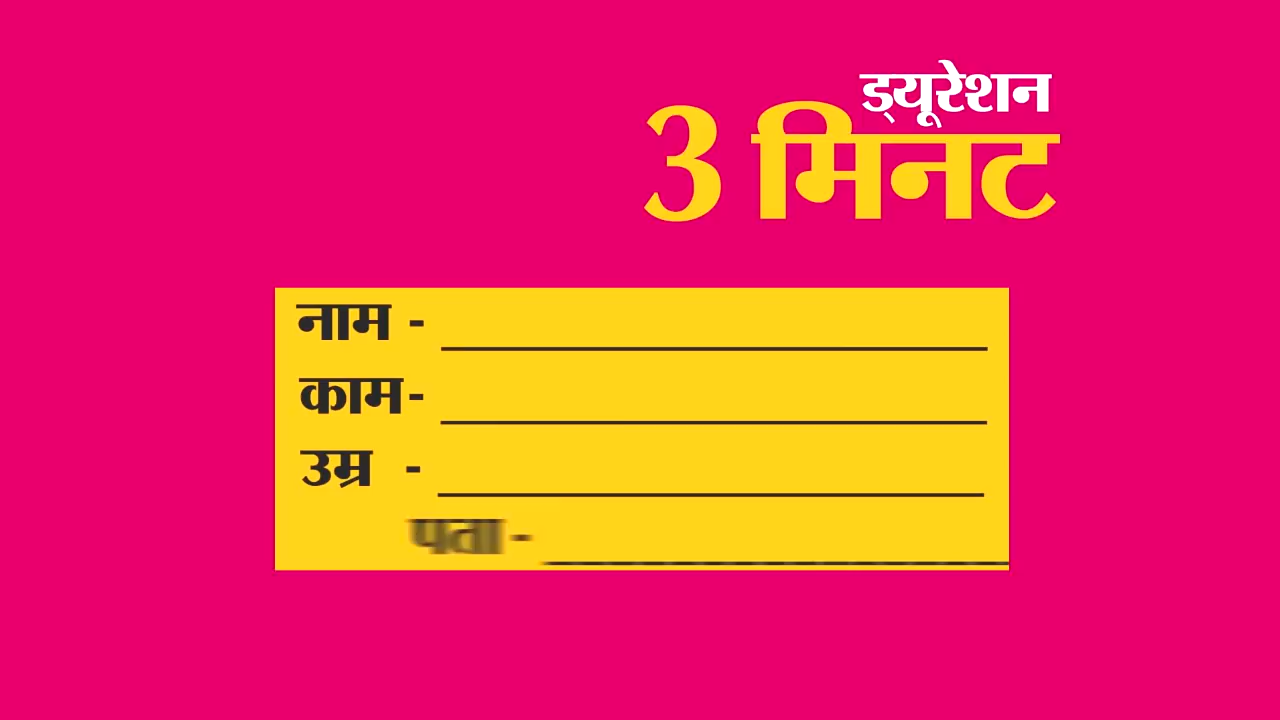 ड्यूरेशन
3 मिनट
नाम -
काम -
उम्र -
पता -